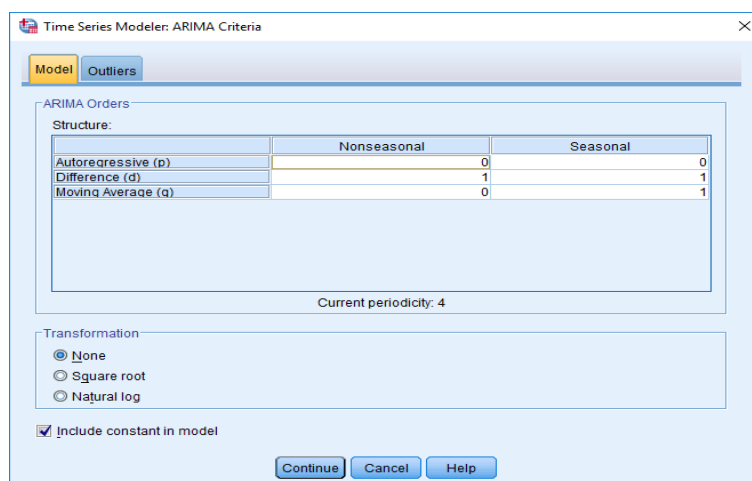 Time Series Modeler: ARIMA Criteria
Model Outliers
ARIMA Orders
Structure:
Nonseasonal Seasonal
Autoregressive (p) 0 0
Difference (d) 1 1
Moving Average (q) 0 1
Current periodicity: 4
Transformation
None
Square root
Natural log
Include constant in model
Continue Cancel Help